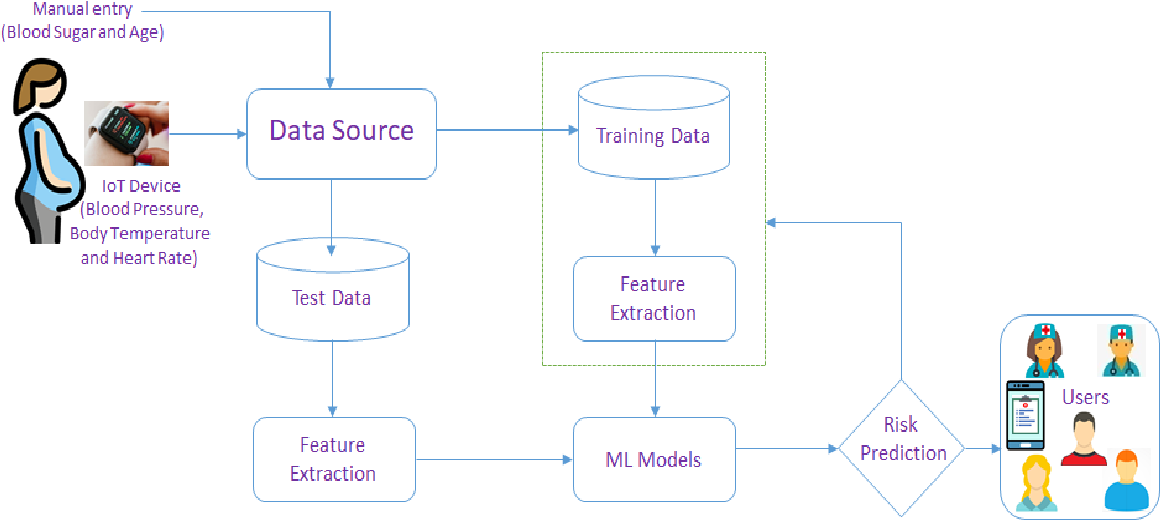 Manual entry
(Blood Sugar and Age)
Data Source
Training Data
IoT Device
(Blood Pressure,
Body Temperature
and Heart Rate)
Test Data
Feature
Extraction
Users
Risk
Prediction
Feature
Extraction
ML Models